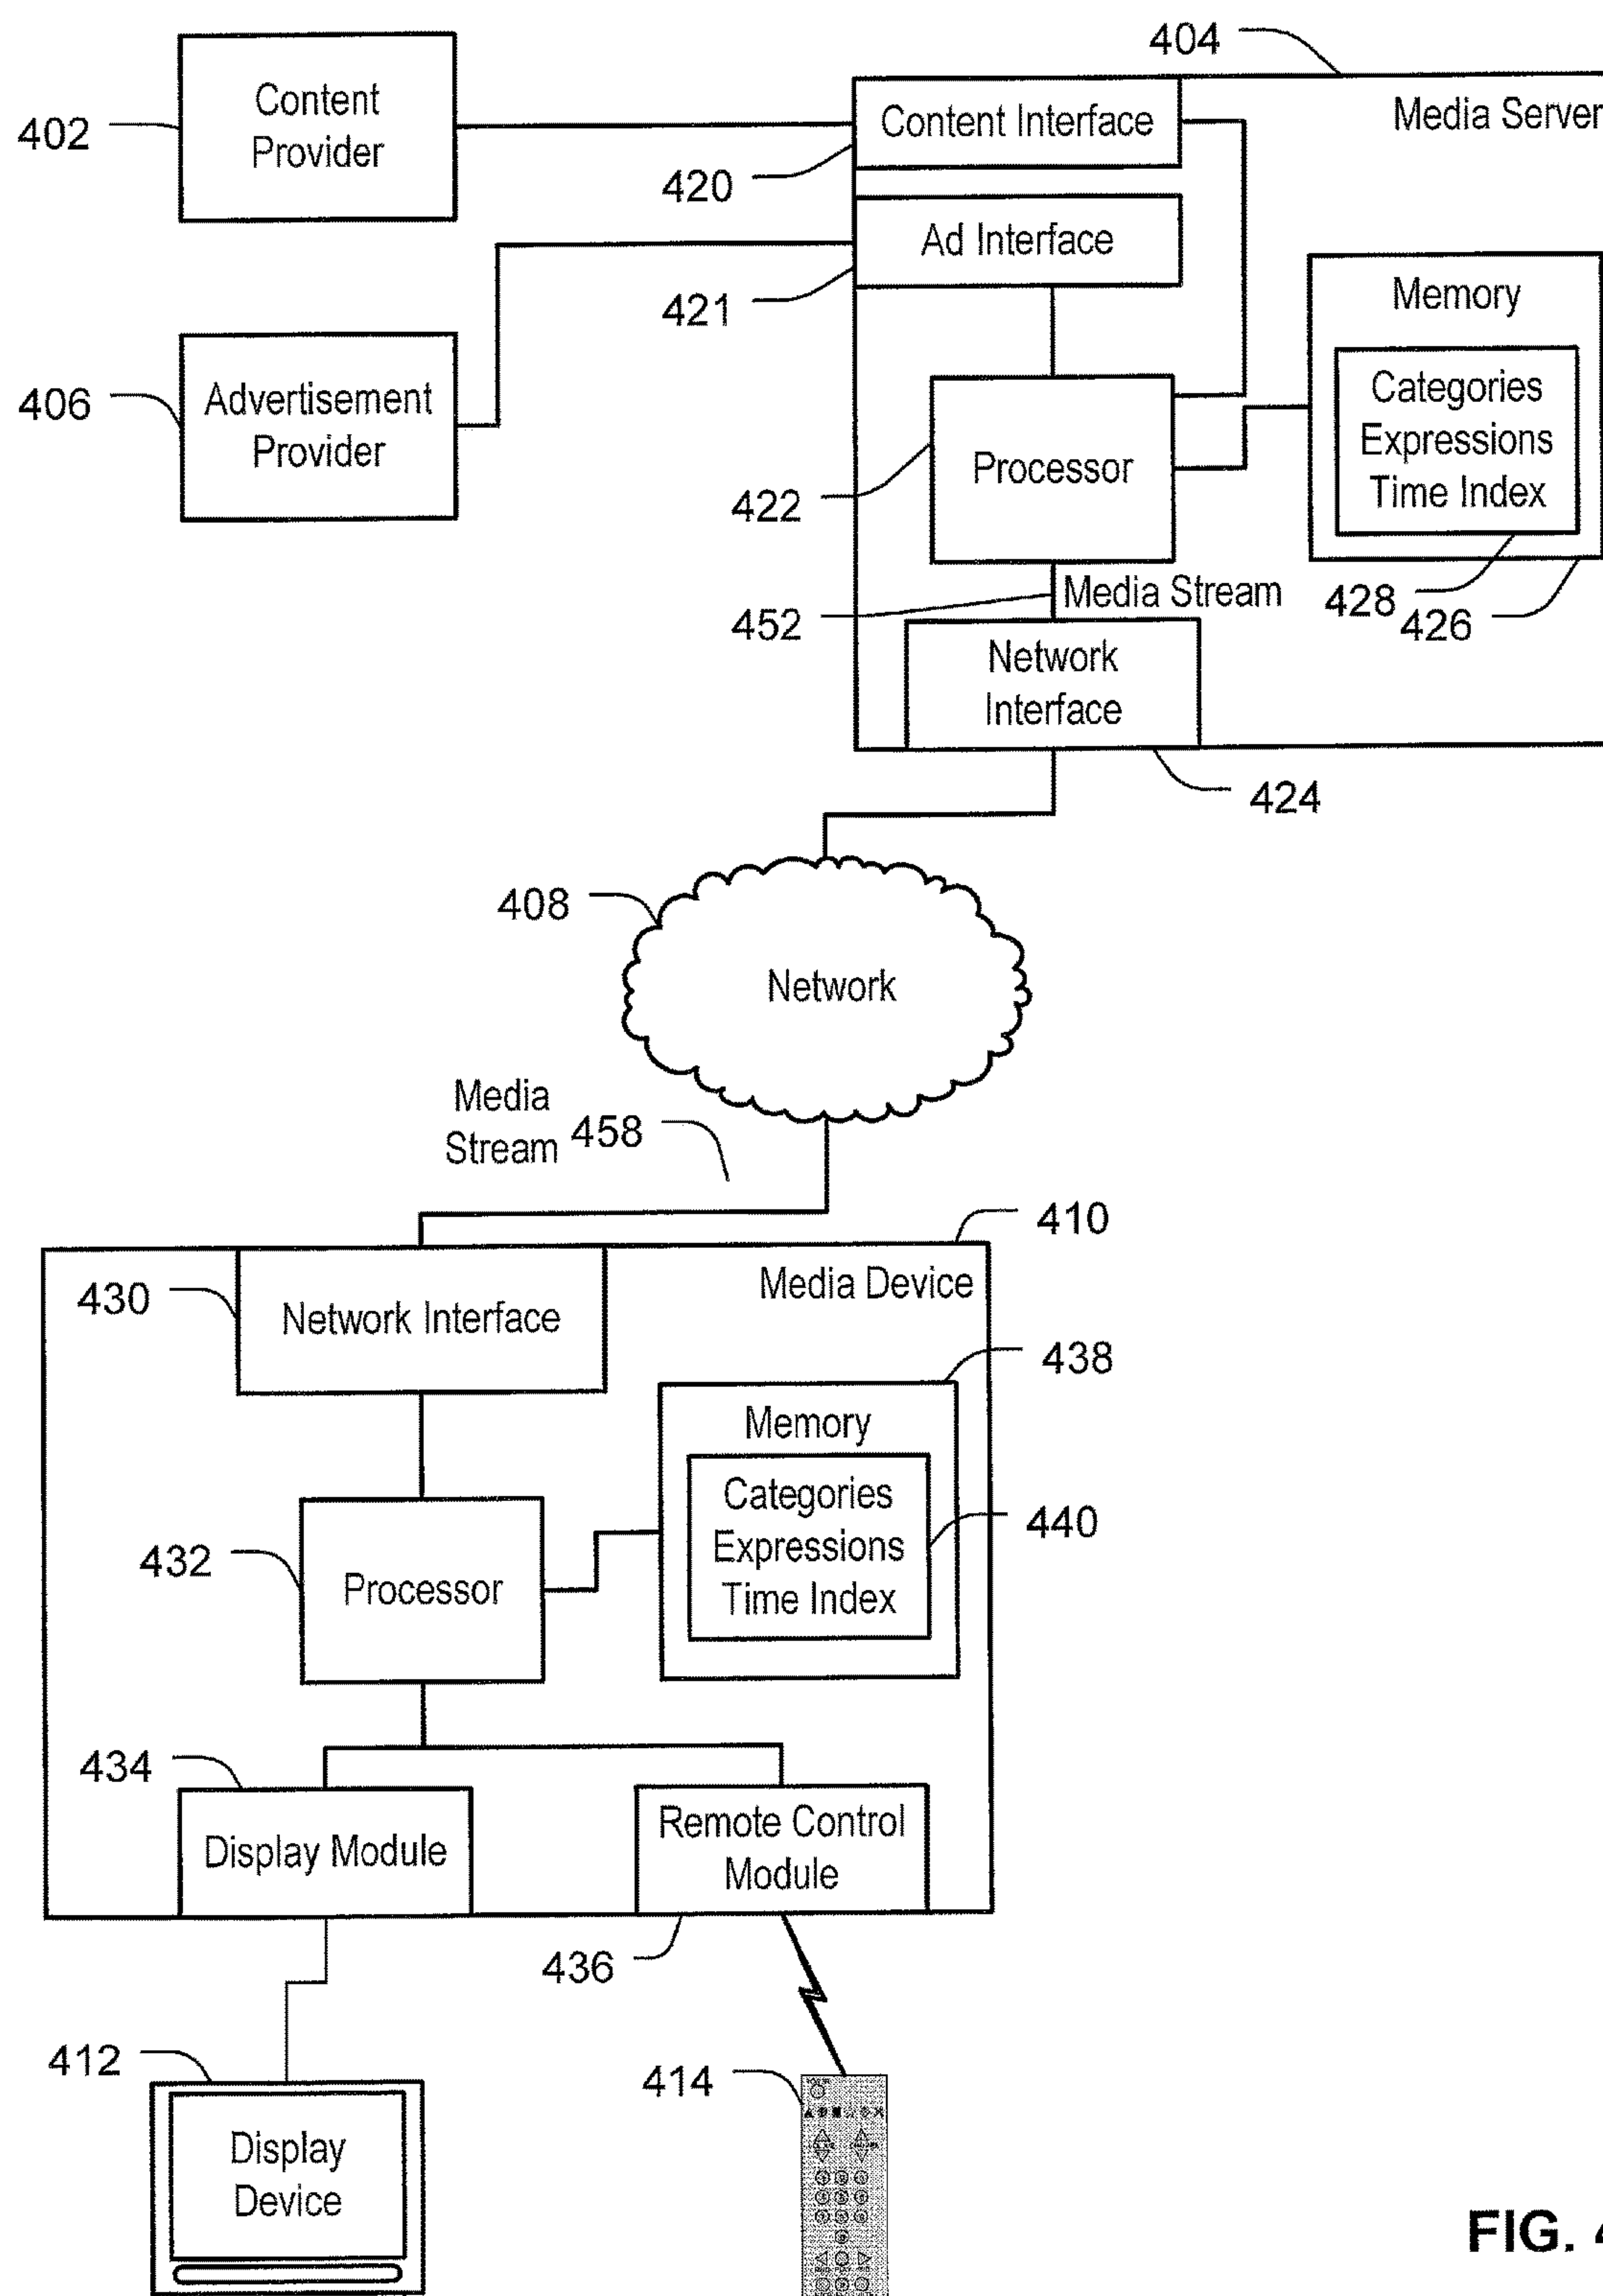 404
Content
Provider
402
Content Interface
Media Server
420
Ad Interface
421
Memory
406
Advertisement
Provider
Categories
Expressions
Time Index
Processor
422
428
426
452
Media Stream
Network
Interface
424
408
Network
Media
Stream
458
410
Media Device
430
Network Interface
438
Memory
Categories
Expressions
Time Index
440
432
Processor
434
Display Module
Remote Control
Module
436
412
414
Display
Device
FIG. 4